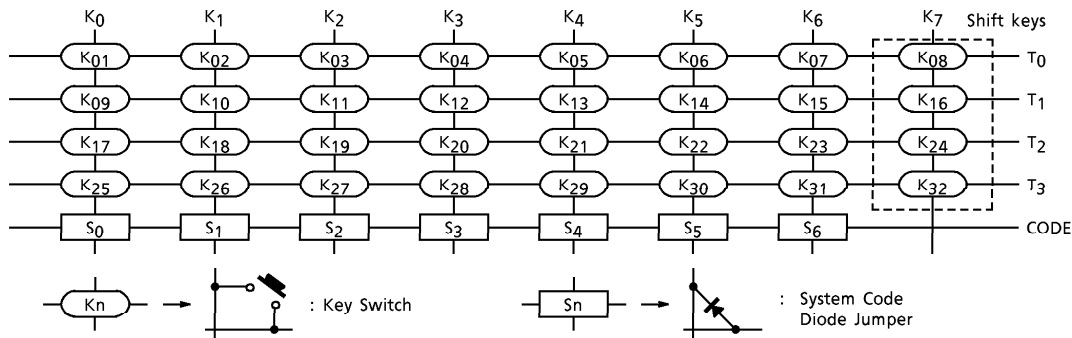 K0 K1 K2 K3 K4 K5 K6 K7 Shift keys
K01 K02 K03 K04 K05 K06 K07 K08 T0
K09 K10 K11 K12 K13 K14 K15 K16 T1
K17 K18 K19 K20 K21 K22 K23 K24 T2
K25 K26 K27 K28 K29 K30 K31 K32 T3
S0 S1 S2 S3 S4 S5 S6 CODE
Kn : Key Switch Sn : System Code
Diode Jumper